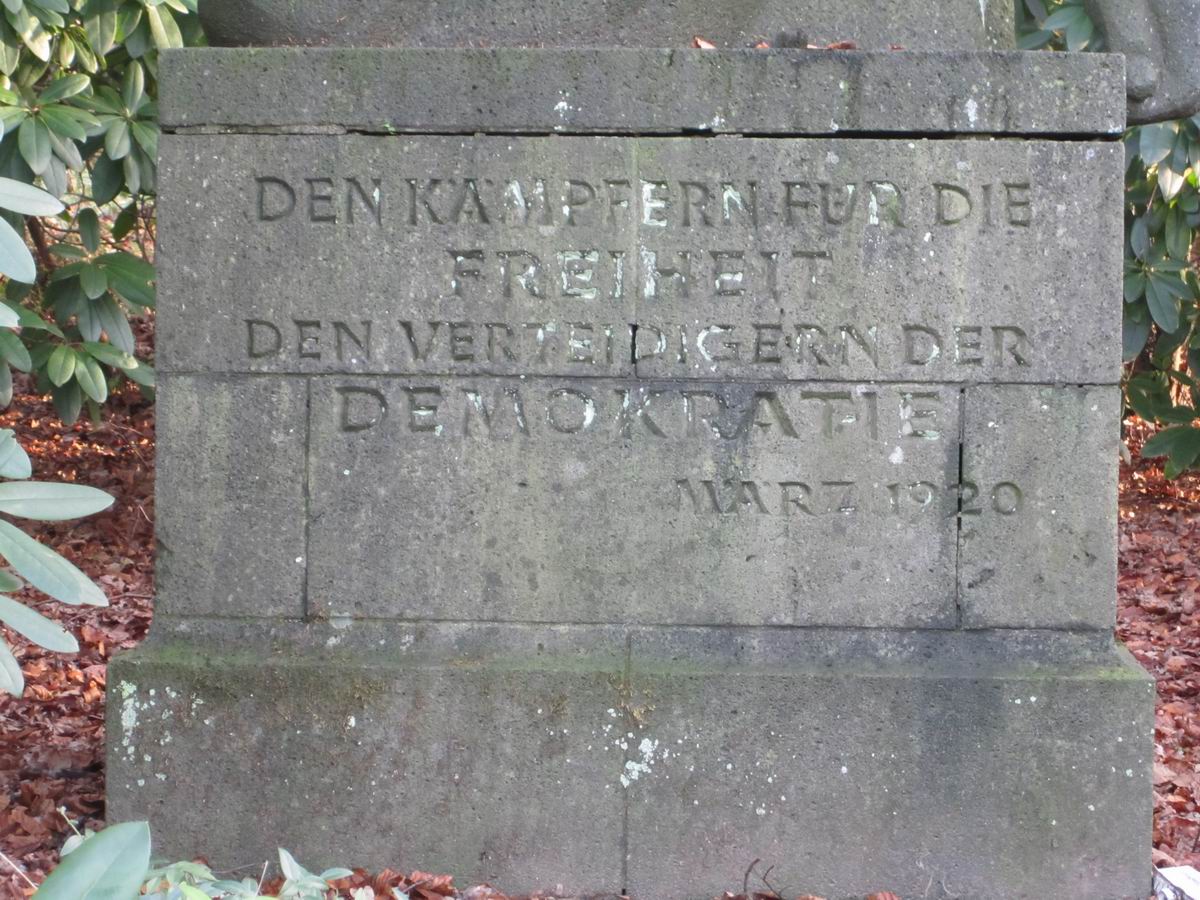 DEN KÄMPFERN FÜR DIE
FREIHEIT
DEN VERTEIDIGERN DER
DEMOKRATIE
MÄRZ 1920